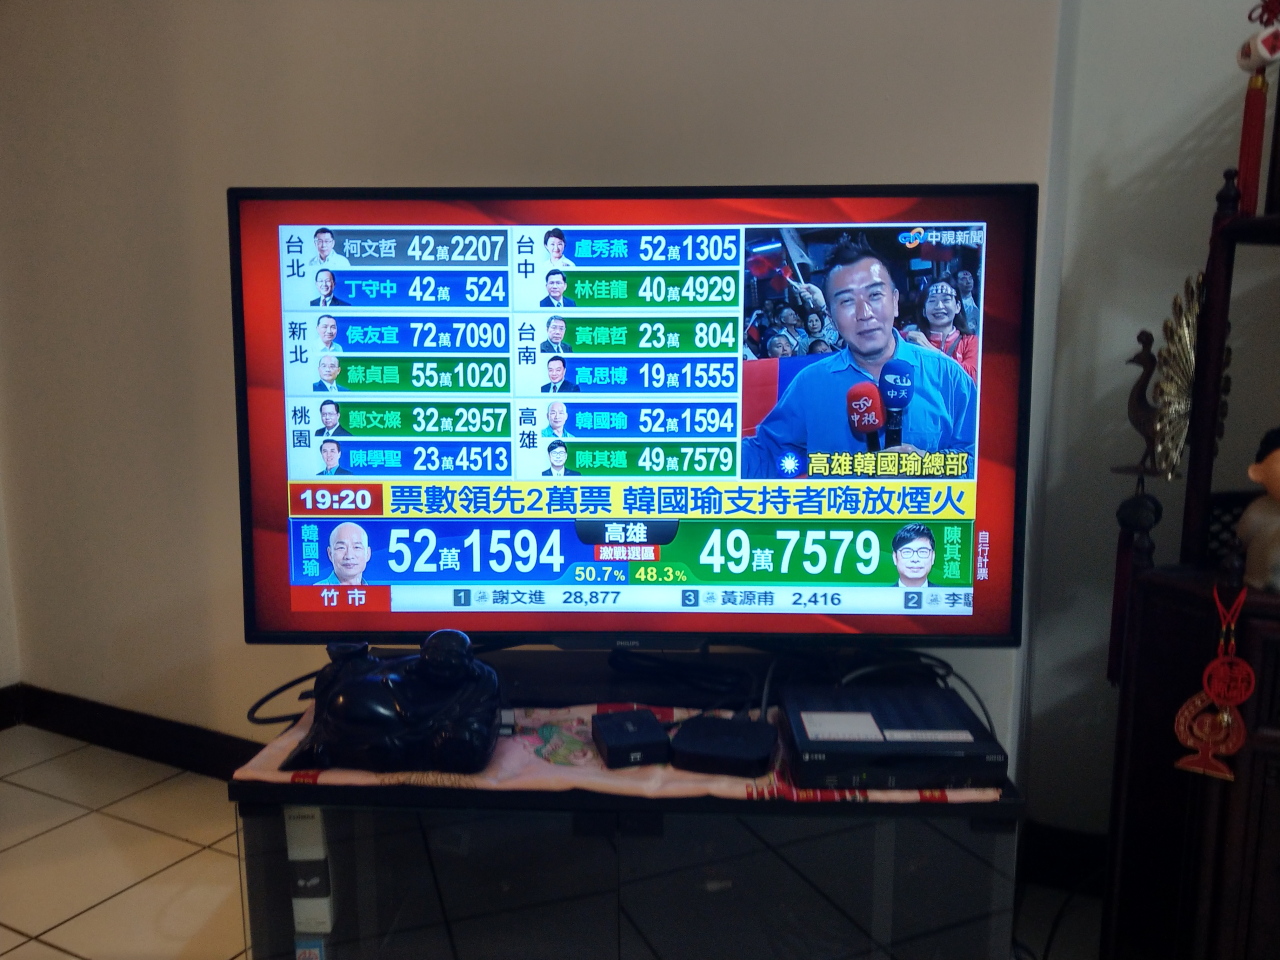 台北
柯文哲 42萬2207
丁守中 42萬 524
新北
侯友宜 72萬7090
蘇貞昌 55萬1020
桃園
鄭文燦 32萬2957
陳學聖 23萬4513
台中
盧秀燕 52萬1305
林佳龍 40萬4929
台南
黃偉哲 23萬 804
高思博 19萬1555
高雄
韓國瑜 52萬1594
陳其邁 49萬7579
中視新聞
中視
中天
高雄韓國瑜總部
19:20 票數領先2萬票 韓國瑜支持者嗨放煙火
韓國瑜 52萬1594
高雄
激戰選區
50.7% 48.3%
49萬7579 陳其邁
自行計票
竹市 1 謝文進 28,877 3 黃源甫 2,416 2 李
PHILIPS